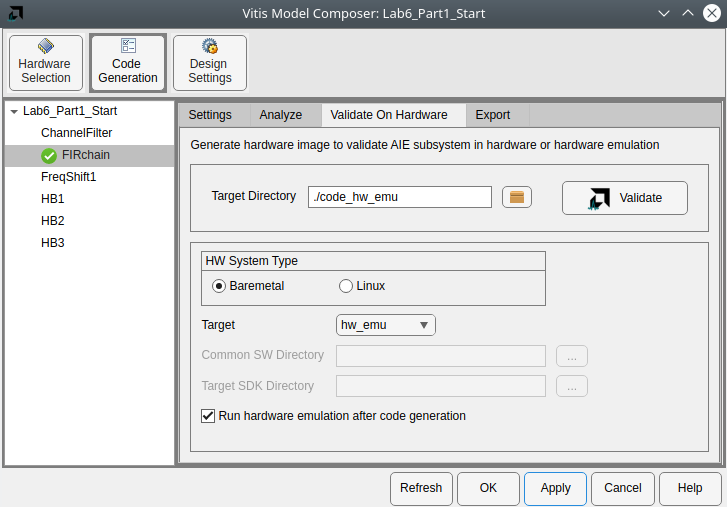 Vitis Model Composer: Lab6_Part1_Start
Hardware
Selection
Code
Generation
Design
Settings
Lab6_Part1_Start
ChannelFilter
FIRchain
FreqShift1
HB1
HB2
HB3
Settings
Analyze
Validate On Hardware
Export
Generate hardware image to validate AIE subsystem in hardware or hardware emulation
Target Directory
./code_hw_emu
Validate
HW System Type
Baremetal
Linux
Target
hw_emu
Common SW Directory
...
Target SDK Directory
...
Run hardware emulation after code generation
Refresh
OK
Apply
Cancel
Help